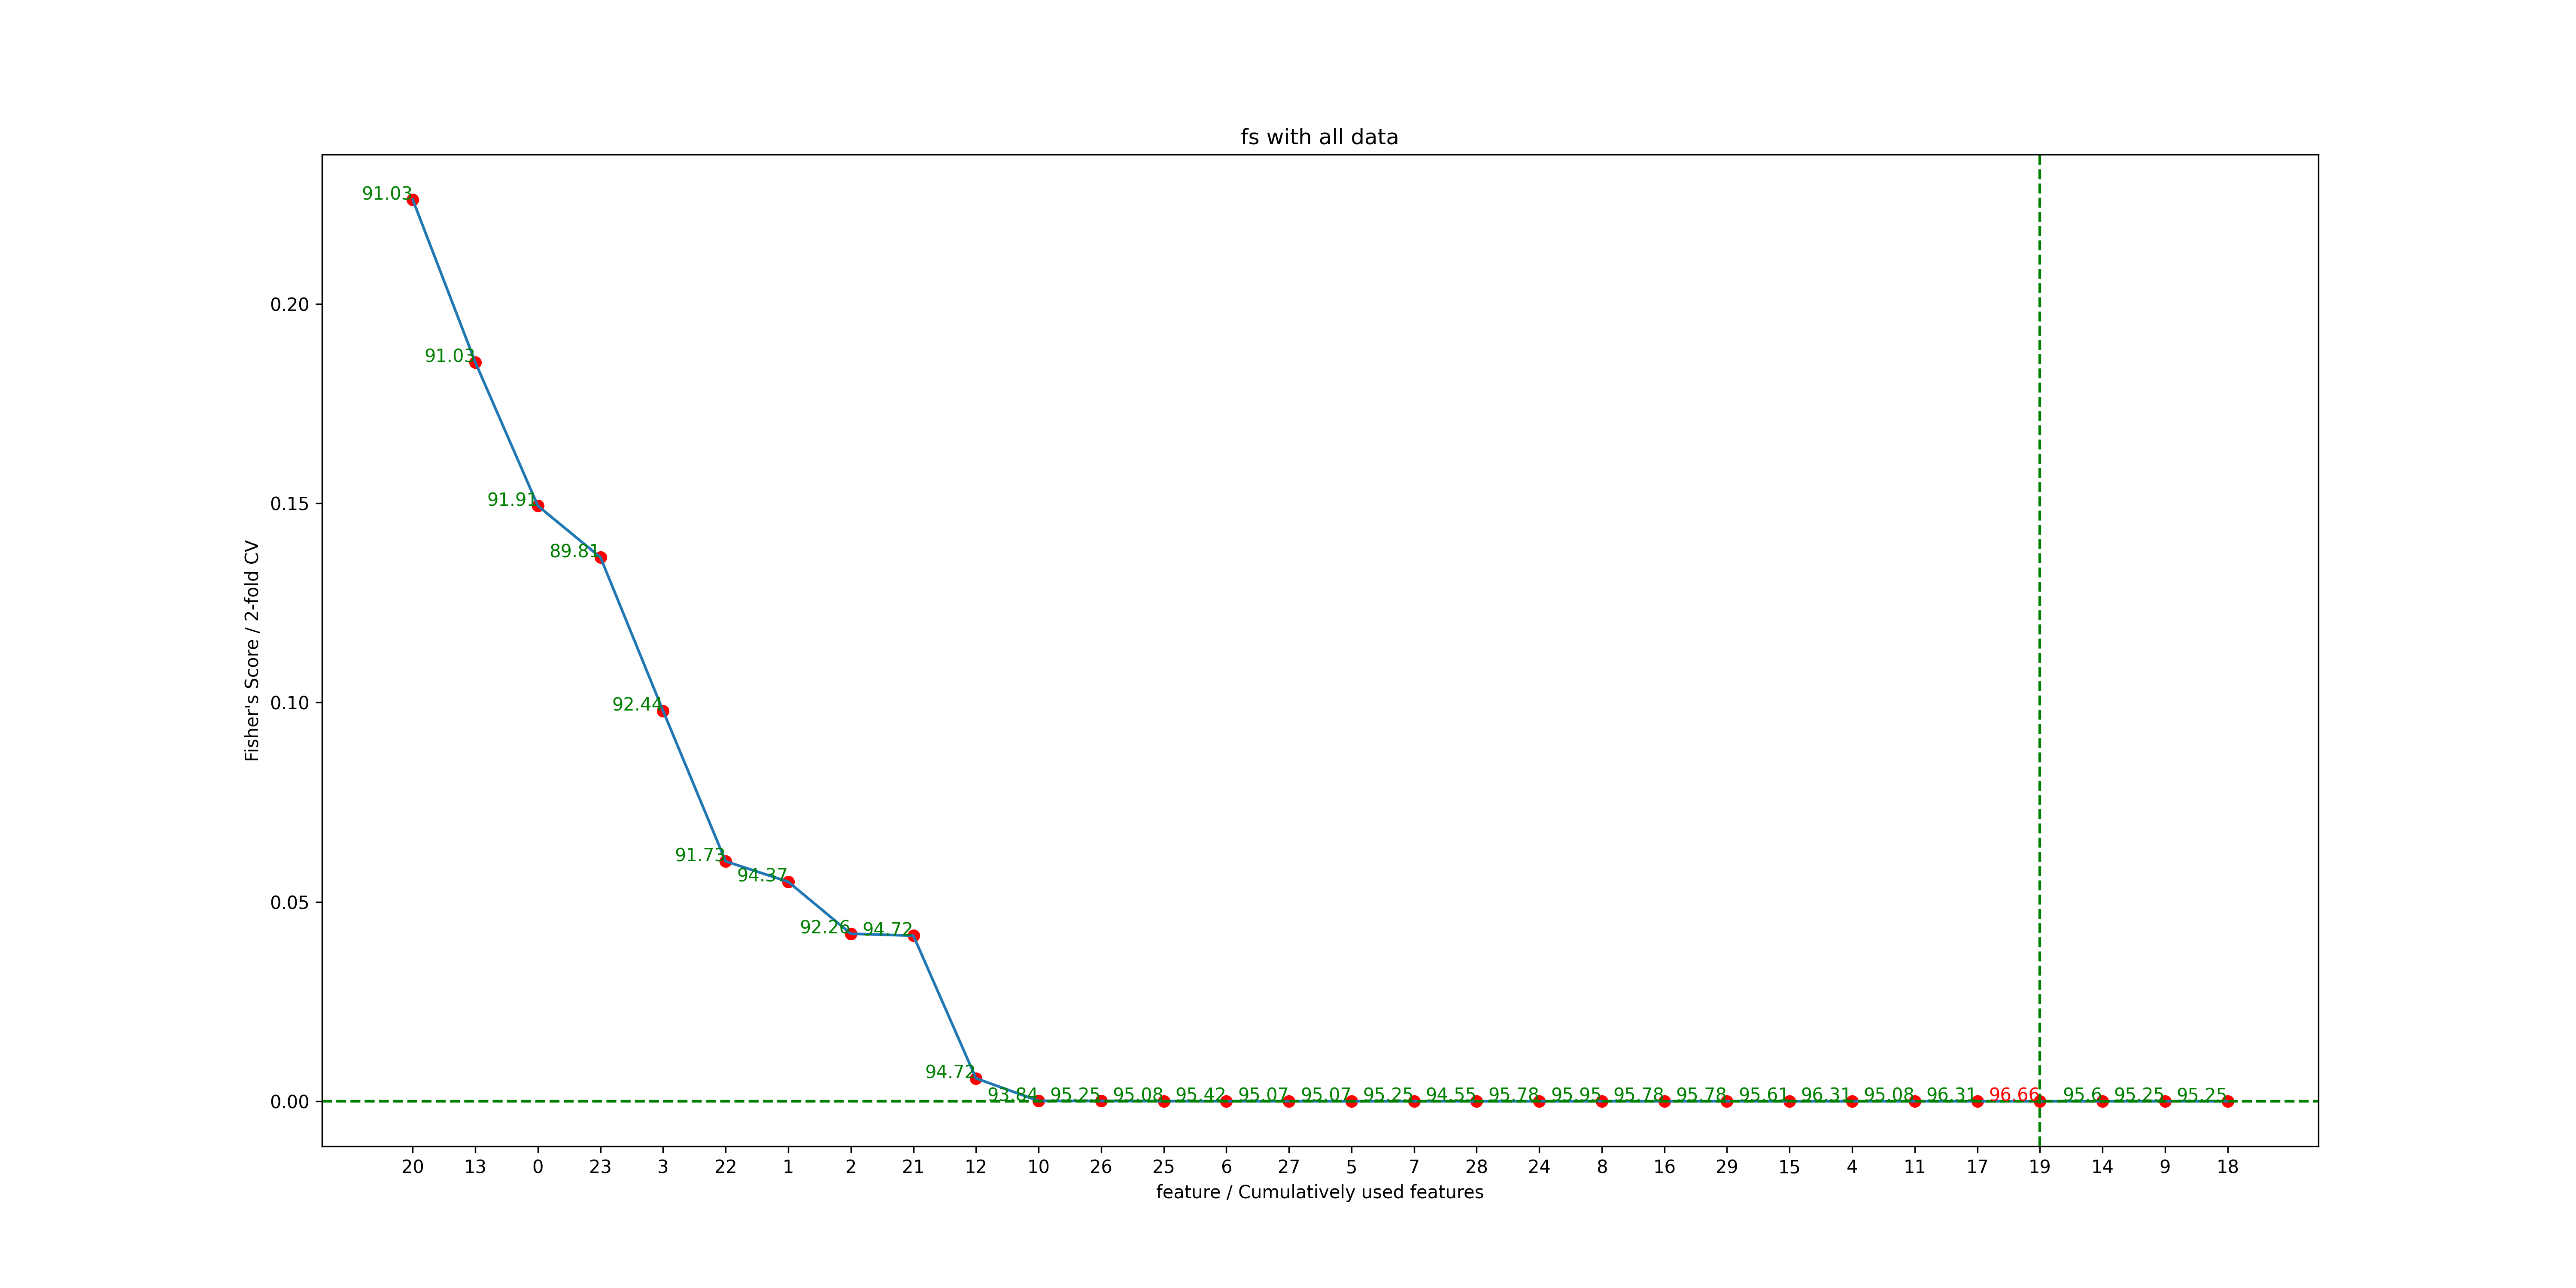 fs with all data
91.03
91.03
91.91
89.81
92.44
91.73
94.37
92.26 94.72
94.72
93.84 95.25 95.08 95.42 95.07 95.07 95.25 94.55 95.78 95.95 95.78 95.78 95.61 96.31 95.08 96.31 96.66 95.6 95.25 95.25
0.20
0.15
0.10
0.05
0.00
Fisher's Score / 2-fold CV
20 13 0 23 3 22 1 2 21 12 10 26 25 6 27 5 7 28 24 8 16 29 15 4 11 17 19 14 9 18
feature / Cumulatively used features